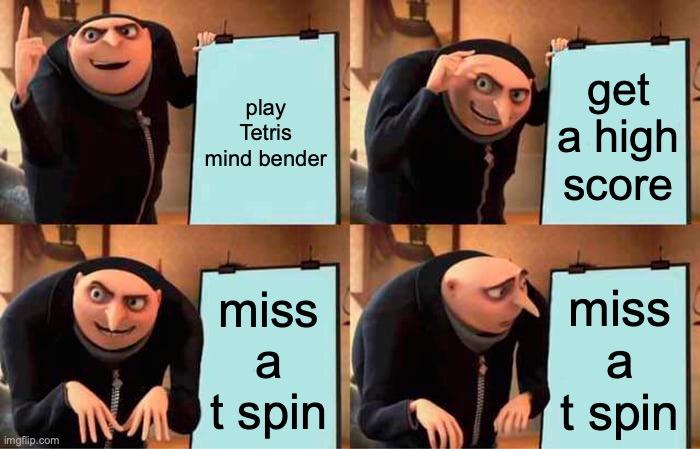 play
Tetris
mind bender
get
a high
score
miss
a
t spin
miss
a
t spin
imgflip.com